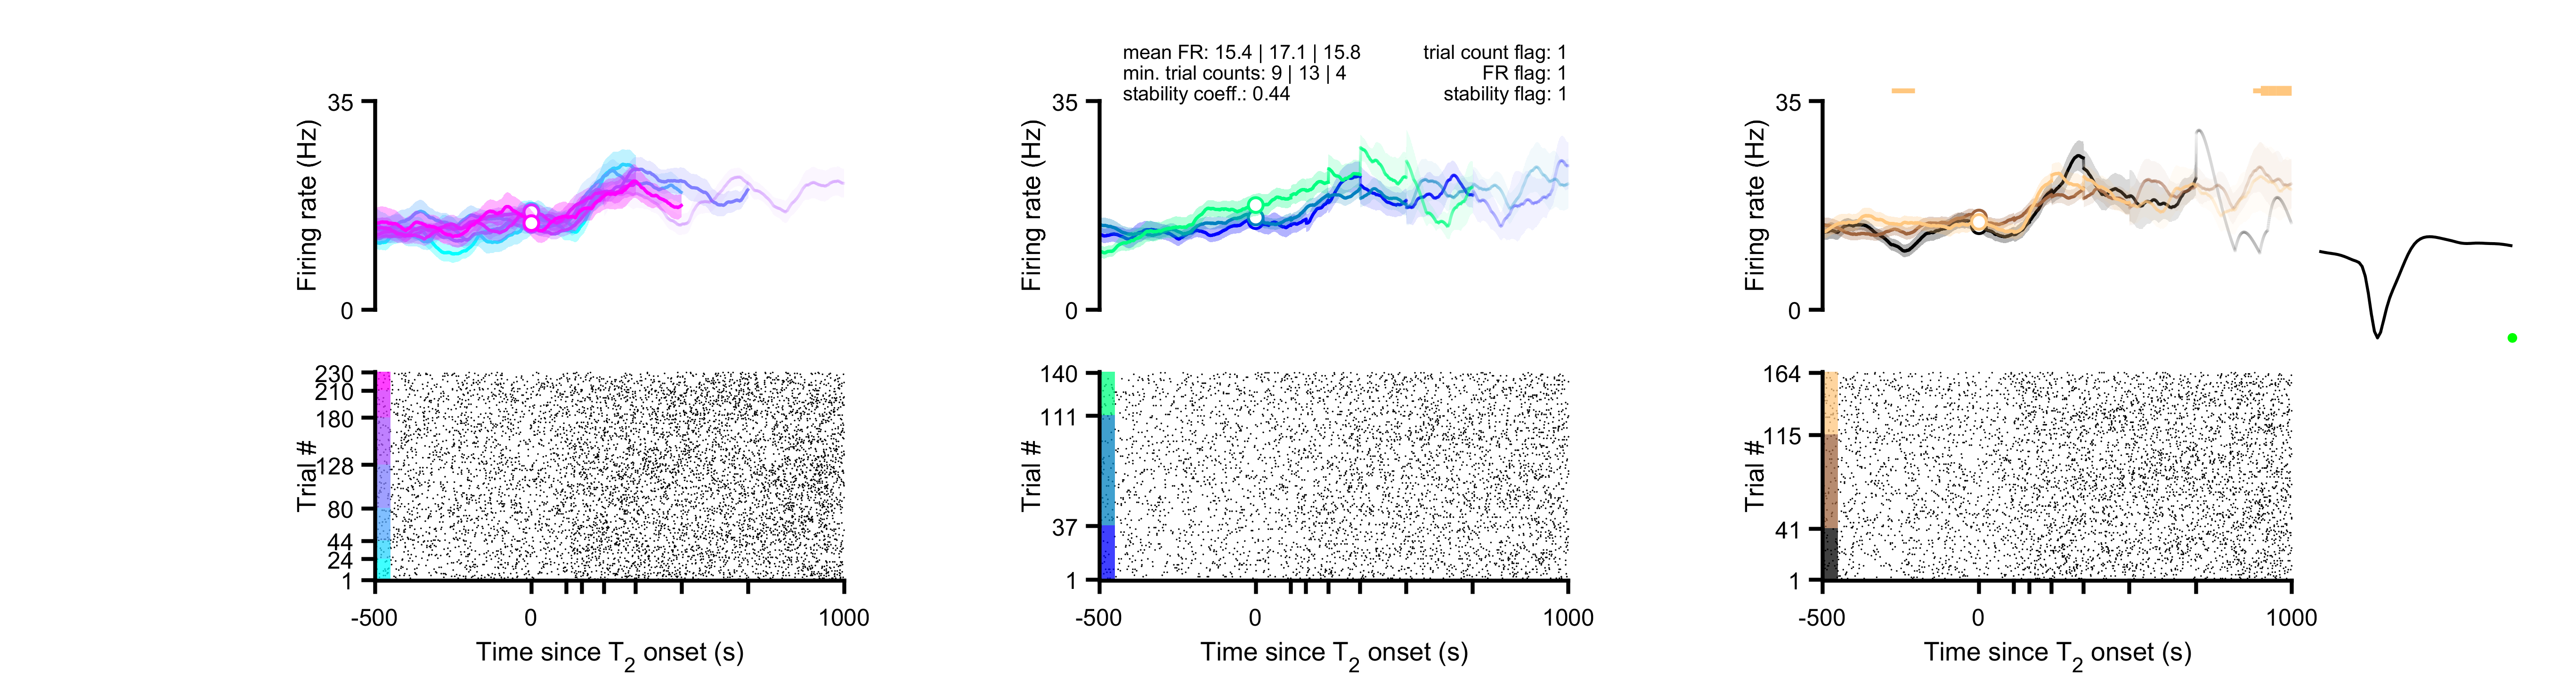 mean FR: 15.4 | 17.1 | 15.8
min. trial counts: 9 | 13 | 4
stability coeff.: 0.44
trial count flag: 1
FR flag: 1
stability flag: 1
35
Firing rate (Hz)
0
35
Firing rate (Hz)
0
35
Firing rate (Hz)
0
230
210
180
128
80
44
24
1
Trial #
-500
0
1000
Time since T2 onset (s)
140
111
37
1
Trial #
-500
0
1000
Time since T2 onset (s)
164
115
41
1
Trial #
-500
0
1000
Time since T2 onset (s)